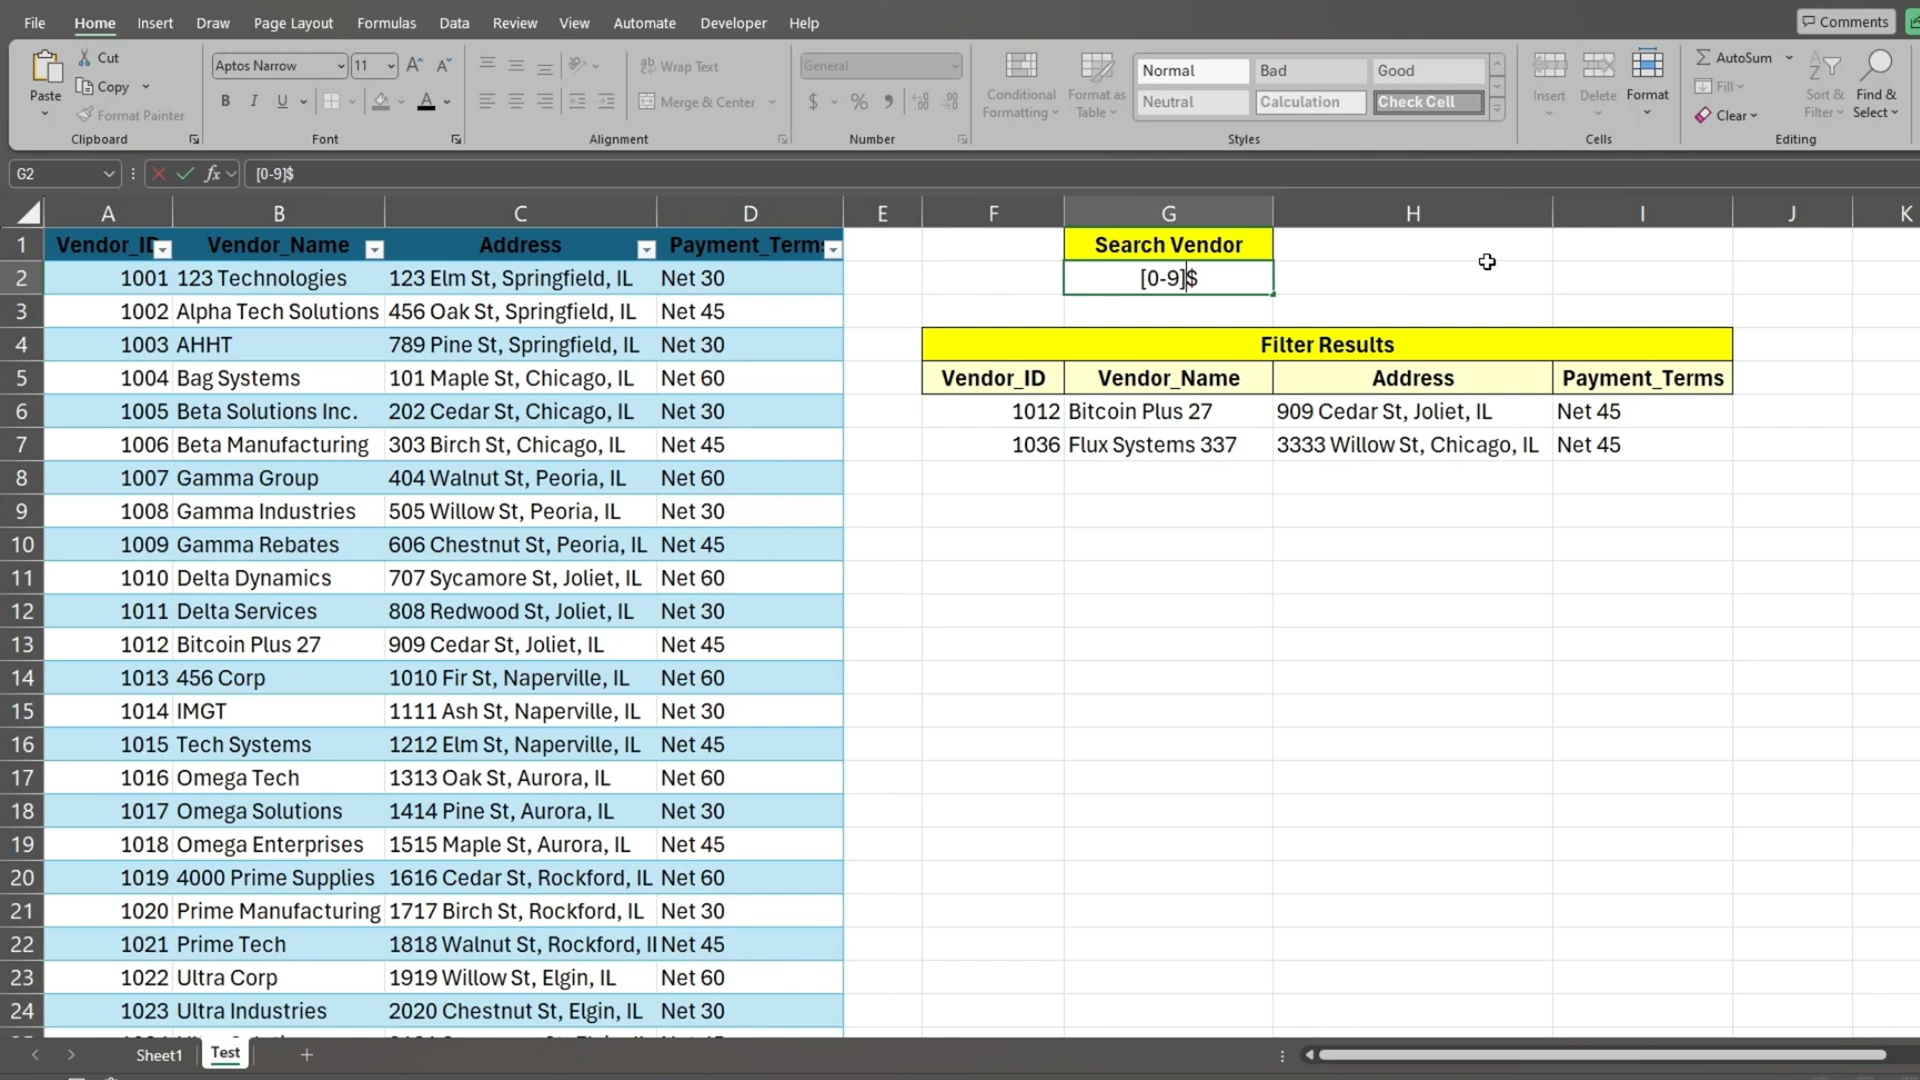 File Home Insert Draw Page Layout Formulas Data Review View Automate Developer Help Comments
Paste Cut Copy Format Painter Clipboard
Aptos Narrow 11 B I U A Font
Wrap Text Merge & Center Alignment
General $ % Number
Conditional Formatting Format as Table Normal Bad Good Neutral Calculation Check Cell Styles
Insert Delete Format Cells
AutoSum Fill Clear Sort & Filter Find & Select Editing
G2 fx [0-9]$
A B C D E F G H I J K
1 Vendor_ID Vendor_Name Address Payment_Terms Search Vendor
2 1001 123 Technologies 123 Elm St, Springfield, IL Net 30 [0-9]$
3 1002 Alpha Tech Solutions 456 Oak St, Springfield, IL Net 45
4 1003 AHHT 789 Pine St, Springfield, IL Net 30 Filter Results
5 1004 Bag Systems 101 Maple St, Chicago, IL Net 60 Vendor_ID Vendor_Name Address Payment_Terms
6 1005 Beta Solutions Inc. 202 Cedar St, Chicago, IL Net 30 1012 Bitcoin Plus 27 909 Cedar St, Joliet, IL Net 45
7 1006 Beta Manufacturing 303 Birch St, Chicago, IL Net 45 1036 Flux Systems 337 3333 Willow St, Chicago, IL Net 45
8 1007 Gamma Group 404 Walnut St, Peoria, IL Net 60
9 1008 Gamma Industries 505 Willow St, Peoria, IL Net 30
10 1009 Gamma Rebates 606 Chestnut St, Peoria, IL Net 45
11 1010 Delta Dynamics 707 Sycamore St, Joliet, IL Net 60
12 1011 Delta Services 808 Redwood St, Joliet, IL Net 30
13 1012 Bitcoin Plus 27 909 Cedar St, Joliet, IL Net 45
14 1013 456 Corp 1010 Fir St, Naperville, IL Net 60
15 1014 IMGT 1111 Ash St, Naperville, IL Net 30
16 1015 Tech Systems 1212 Elm St, Naperville, IL Net 45
17 1016 Omega Tech 1313 Oak St, Aurora, IL Net 60
18 1017 Omega Solutions 1414 Pine St, Aurora, IL Net 30
19 1018 Omega Enterprises 1515 Maple St, Aurora, IL Net 45
20 1019 4000 Prime Supplies 1616 Cedar St, Rockford, IL Net 60
21 1020 Prime Manufacturing 1717 Birch St, Rockford, IL Net 30
22 1021 Prime Tech 1818 Walnut St, Rockford, Il Net 45
23 1022 Ultra Corp 1919 Willow St, Elgin, IL Net 60
24 1023 Ultra Industries 2020 Chestnut St, Elgin, IL Net 30
Sheet1 Test